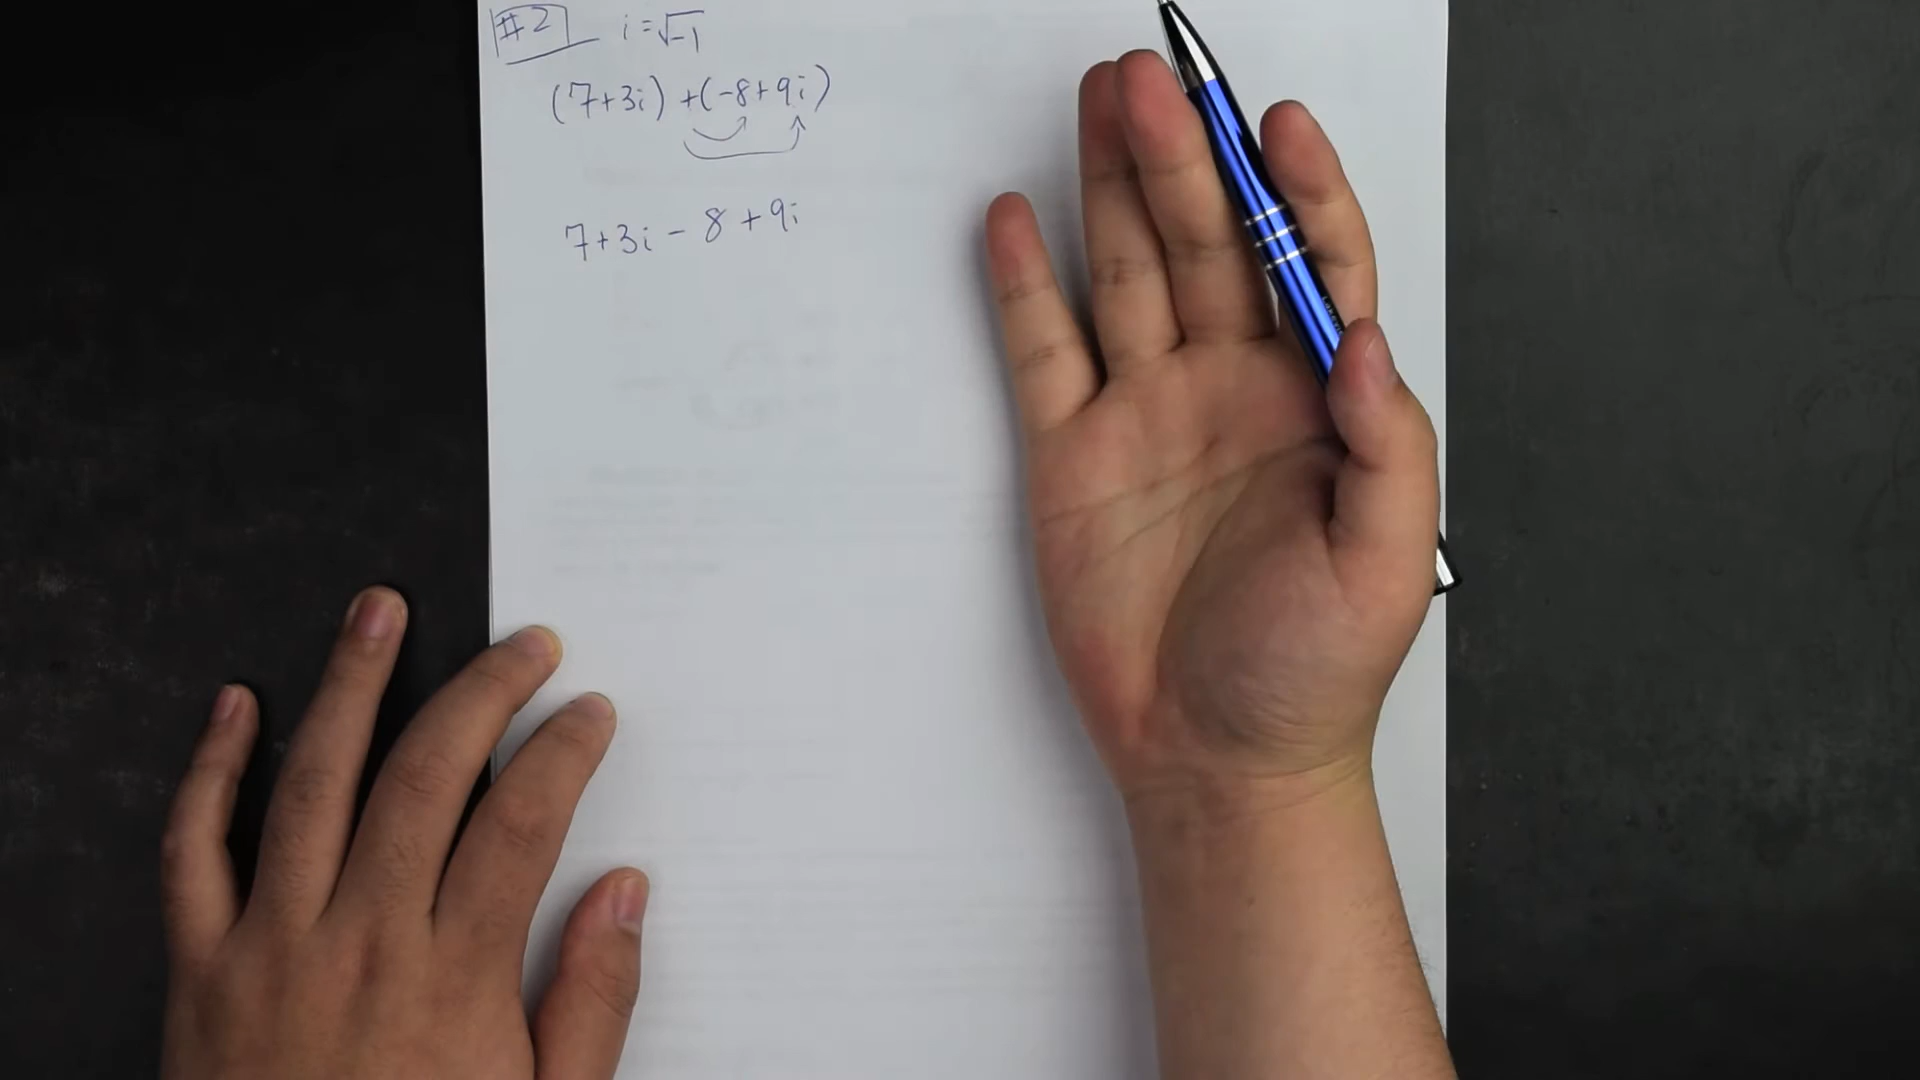 #2 i = √-1
(7+3i) +(-8+9i)
7+3i - 8 +9i